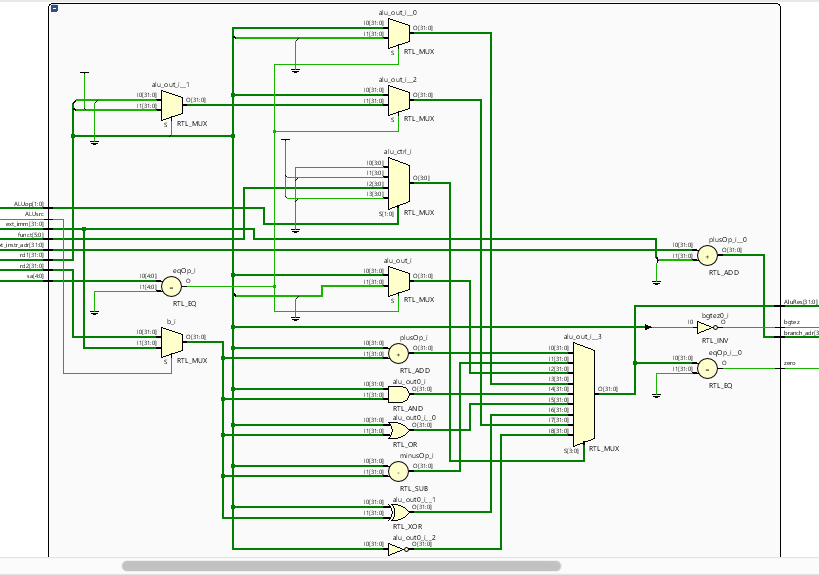 alu_out_i__0
I0[31:0]
O[31:0]
I1[31:0]
S
RTL_MUX
alu_out_i__1
I0[31:0]
O[31:0]
I1[31:0]
S
RTL_MUX
alu_out_i__2
I0[31:0]
O[31:0]
I1[31:0]
S
RTL_MUX
alu_ctrl_i
I0[3:0]
I1[3:0]
O[3:0]
I2[3:0]
I3[3:0]
S[1:0]
RTL_MUX
ALUop[1:0]
ALUsrc
ext_imm[31:0]
funct[5:0]
t_instr_adr[31:0]
rd1[31:0]
rd2[31:0]
sa[4:0]
plusOp_i__0
I0[31:0]
O[31:0]
I1[31:0]
+
RTL_ADD
eqOp_i
I0[4:0]
O
I1[4:0]
=
RTL_EQ
alu_out_i
I0[31:0]
O[31:0]
I1[31:0]
S
RTL_MUX
AluRes[31:0]
bgtez
branch_adr[3
zero
bgtez0_i
I0
O
RTL_INV
b_i
I0[31:0]
O[31:0]
I1[31:0]
S
RTL_MUX
plusOp_i
I0[31:0]
O[31:0]
I1[31:0]
+
RTL_ADD
alu_out_i__3
I0[31:0]
I1[31:0]
I2[31:0]
I3[31:0]
I4[31:0]
O[31:0]
I5[31:0]
I6[31:0]
I7[31:0]
I8[31:0]
S[3:0]
RTL_MUX
eqOp_i__0
I0[31:0]
O
I1[31:0]
=
RTL_EQ
alu_out0_i
I0[31:0]
O[31:0]
I1[31:0]
RTL_AND
alu_out0_i__0
I0[31:0]
O[31:0]
I1[31:0]
RTL_OR
minusOp_i
I0[31:0]
O[31:0]
I1[31:0]
-
RTL_SUB
alu_out0_i__1
I0[31:0]
O[31:0]
I1[31:0]
RTL_XOR
alu_out0_i__2
I0[31:0]
O[31:0]